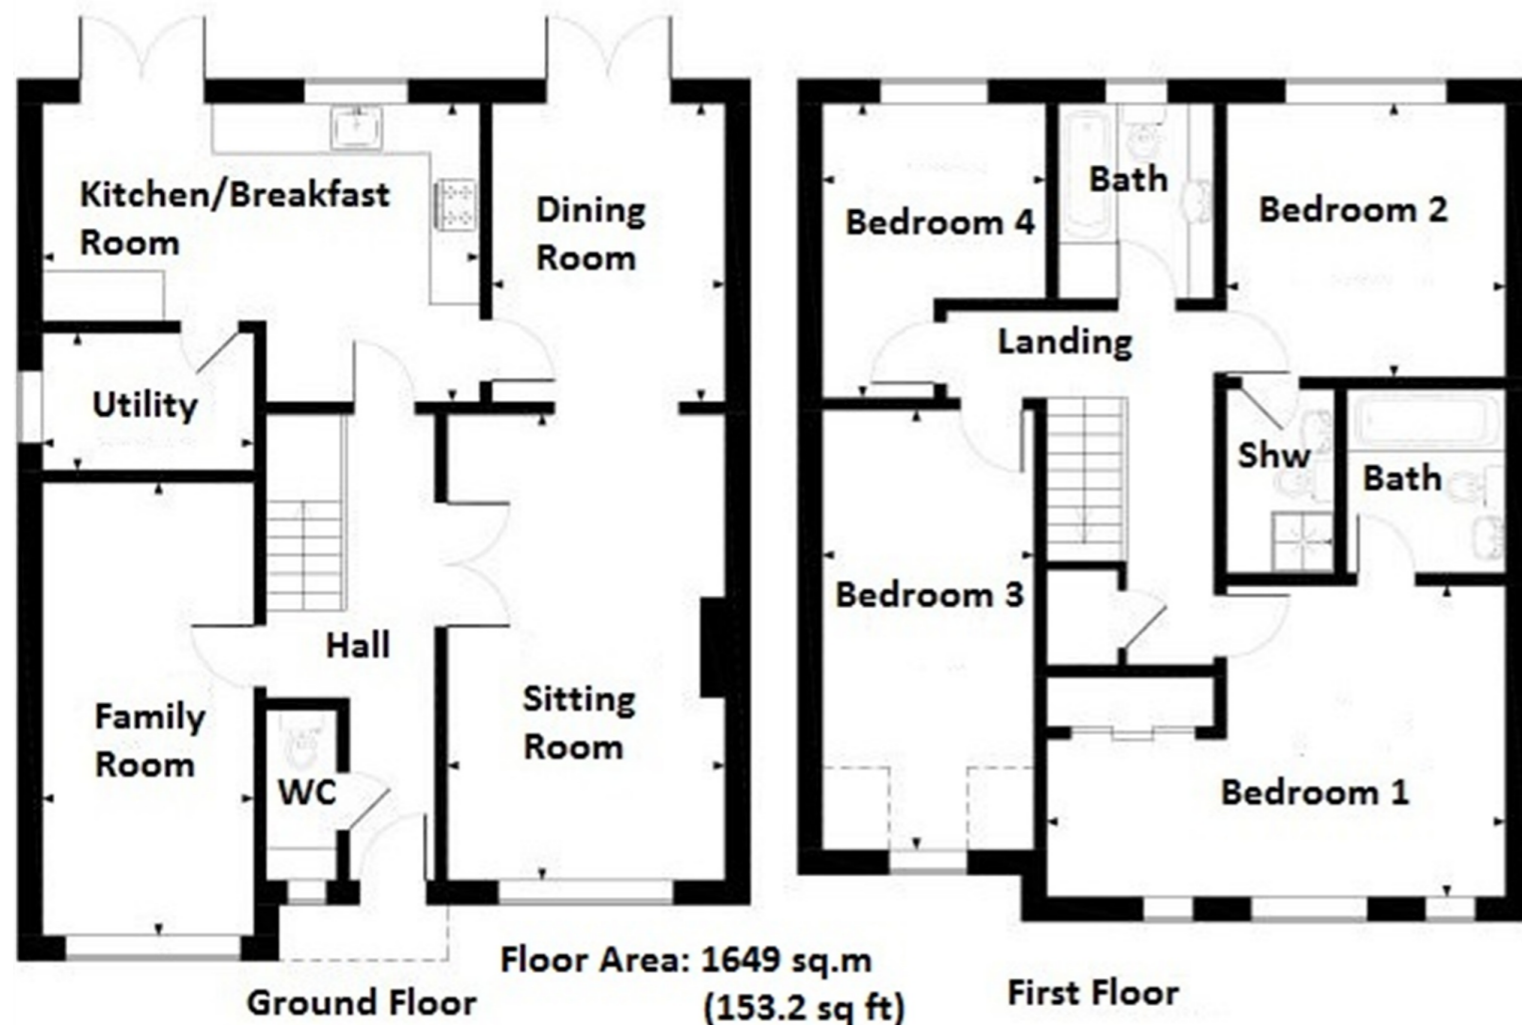 Kitchen/Breakfast
Room
Dining
Room
Utility
Hall
Family
Room
WC
Sitting
Room
Ground Floor
Floor Area: 1649 sq.m
(153.2 sq ft)
Bedroom 4
Bath
Bedroom 2
Landing
Shw
Bath
Bedroom 3
Bedroom 1
First Floor